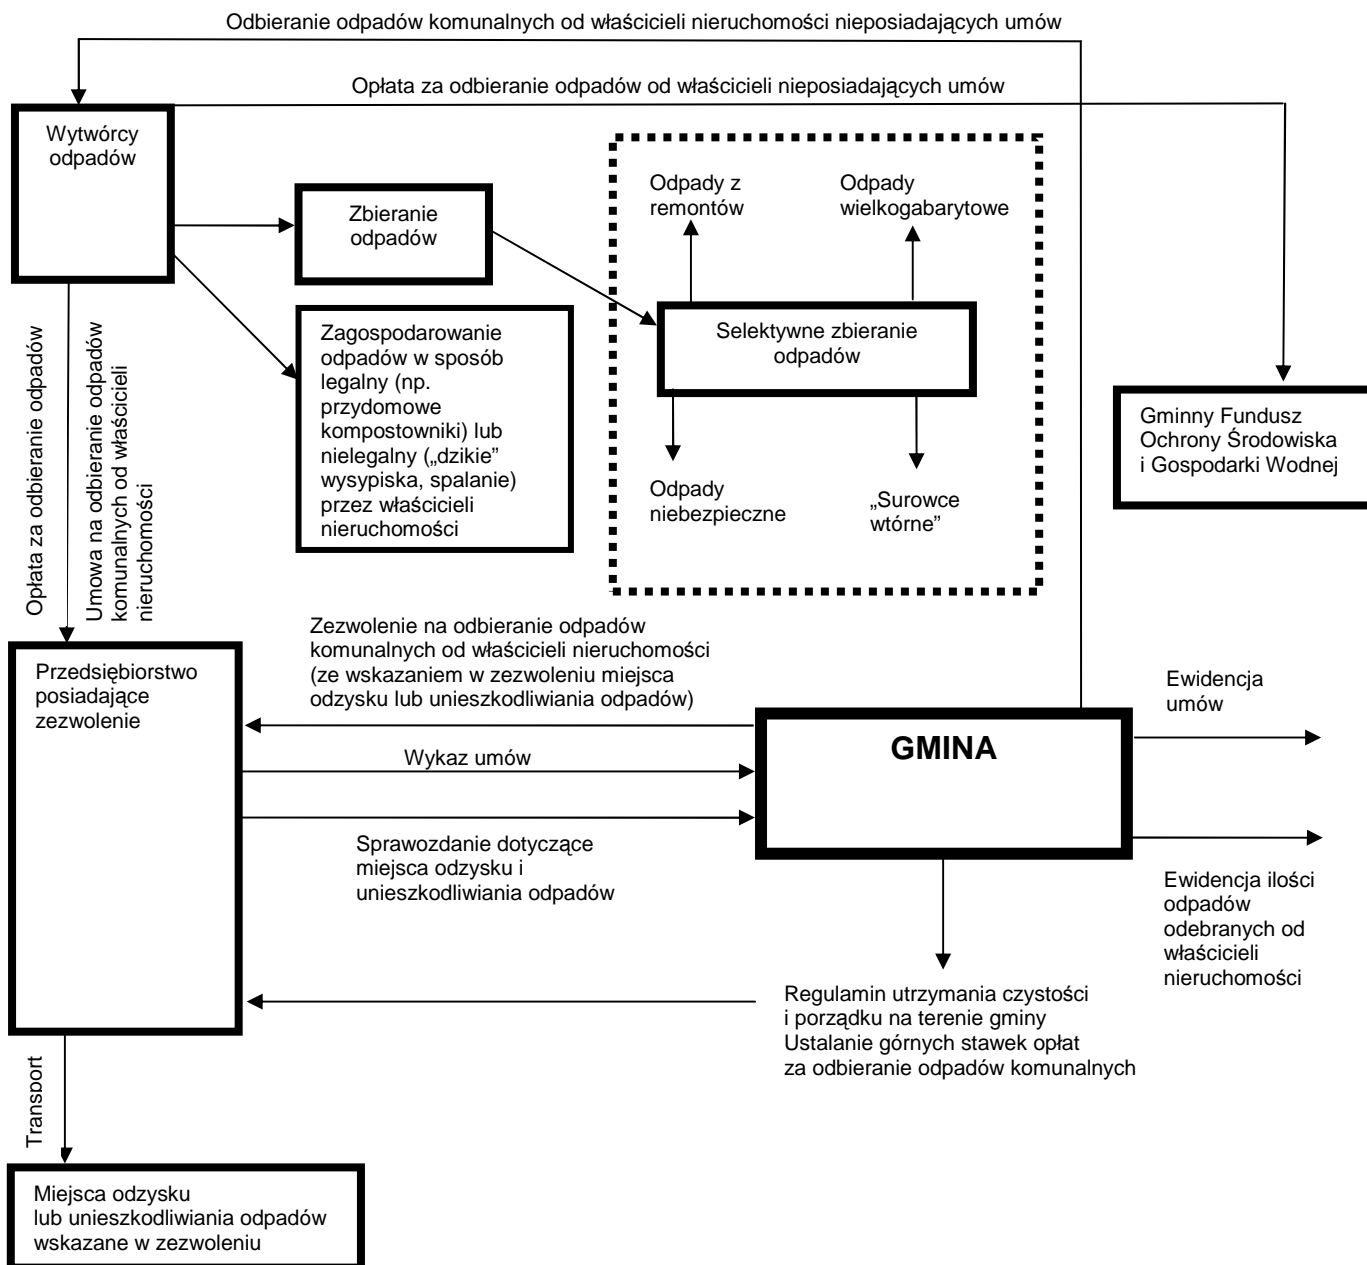 Odbieranie odpadów komunalnych od właścicieli nieruchomości nieposiadających umów
Opłata za odbieranie odpadów od właścicieli nieposiadających umów
Wytwórcy
odpadów
Zbieranie
odpadów
Odpady z
remontów
Odpady
wielkogabarytowe
Selektywne zbieranie
odpadów
Odpady
niebezpieczne
„Surowce
wtórne”
Zagospodarowanie
odpadów w sposób
legalny (np.
przydomowe
kompostowniki) lub
nielegalny („dzikie”
wysypiska, spalanie)
przez właścicieli
nieruchomości
Gminny Fundusz
Ochrony Środowiska
i Gospodarki Wodnej
Opłata za odbieranie odpadów
Umowa na odbieranie odpadów
komunalnych od właścicieli
nieruchomości
Zezwolenie na odbieranie odpadów
komunalnych od właścicieli nieruchomości
(ze wskazaniem w zezwoleniu miejsca
odzysku lub unieszkodliwiania odpadów)
Przedsiębiorstwo
posiadające
zezwolenie
Wykaz umów
GMINA
Ewidencja
umów
Sprawozdanie dotyczące
miejsca odzysku i
unieszkodliwiania odpadów
Ewidencja ilości
odpadów
odebranych od
właścicieli
nieruchomości
Regulamin utrzymania czystości
i porządku na terenie gminy
Ustalanie górnych stawek opłat
za odbieranie odpadów komunalnych
Transport
Miejsca odzysku
lub unieszkodliwiania odpadów
wskazane w zezwoleniu